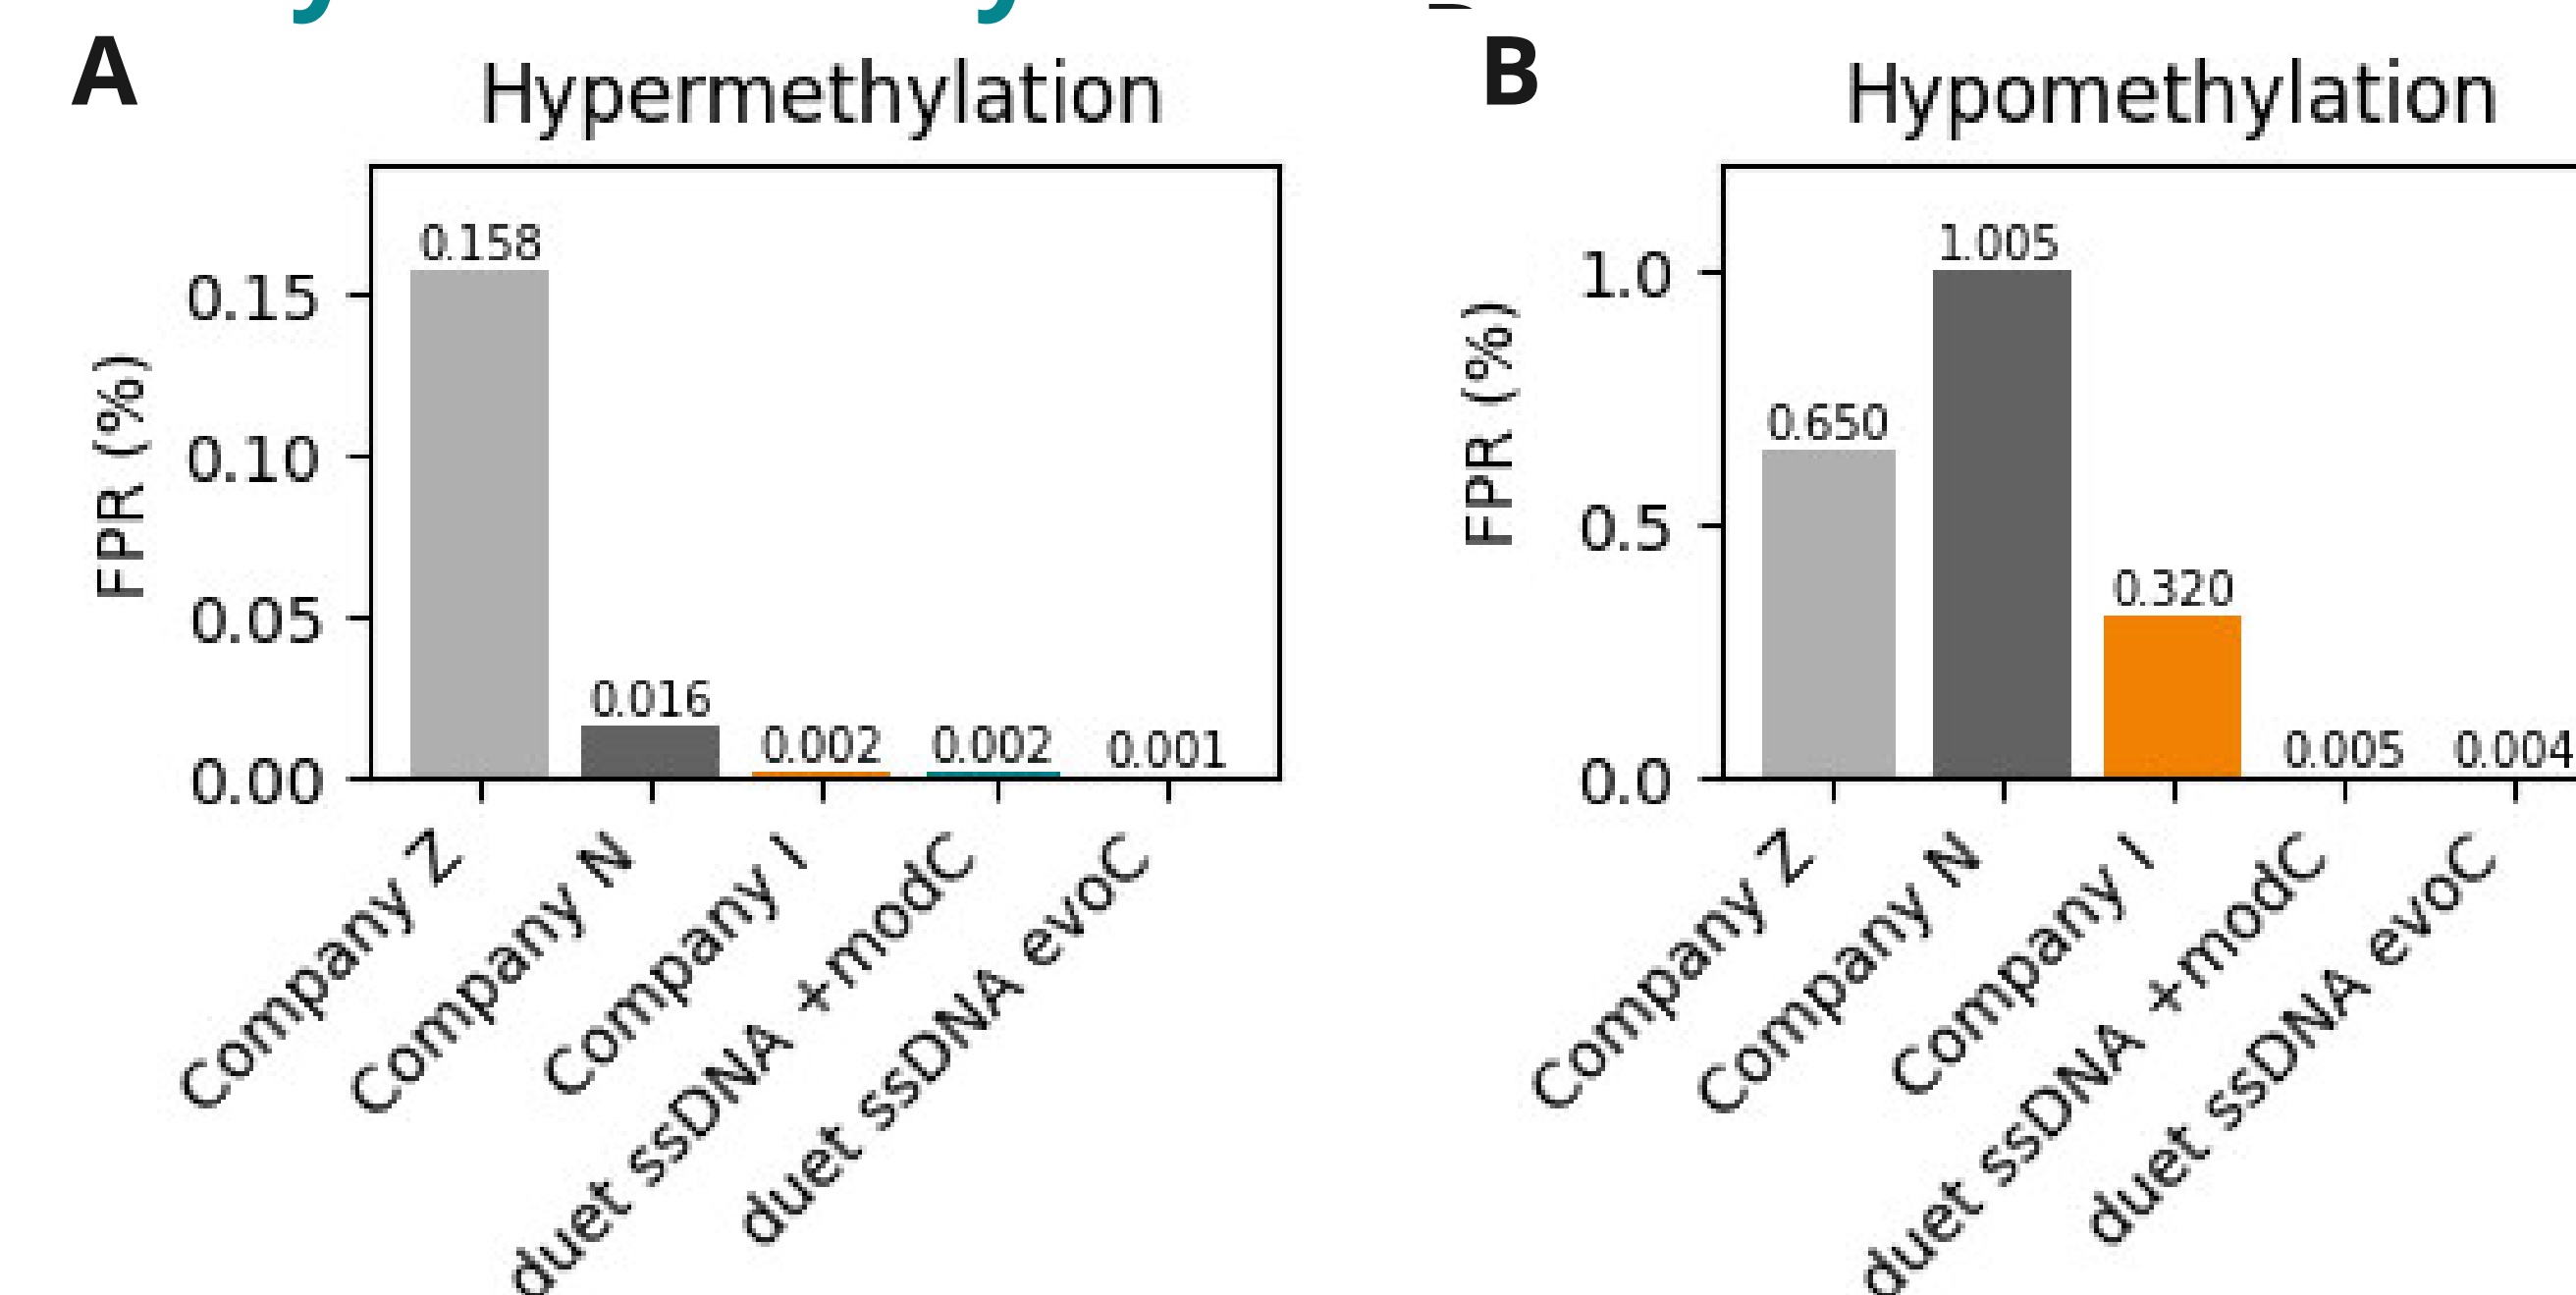 A
Hypermethylation
FPR (%)
0.15
0.10
0.05
0.00
0.158
0.016
0.002
0.002
0.001
Company Z
Company N
Company I
duet ssDNA +modC
duet ssDNA evoC
B
Hypomethylation
FPR (%)
1.0
0.5
0.0
0.650
1.005
0.320
0.005
0.004
Company Z
Company N
Company I
duet ssDNA +modC
duet ssDNA evoC